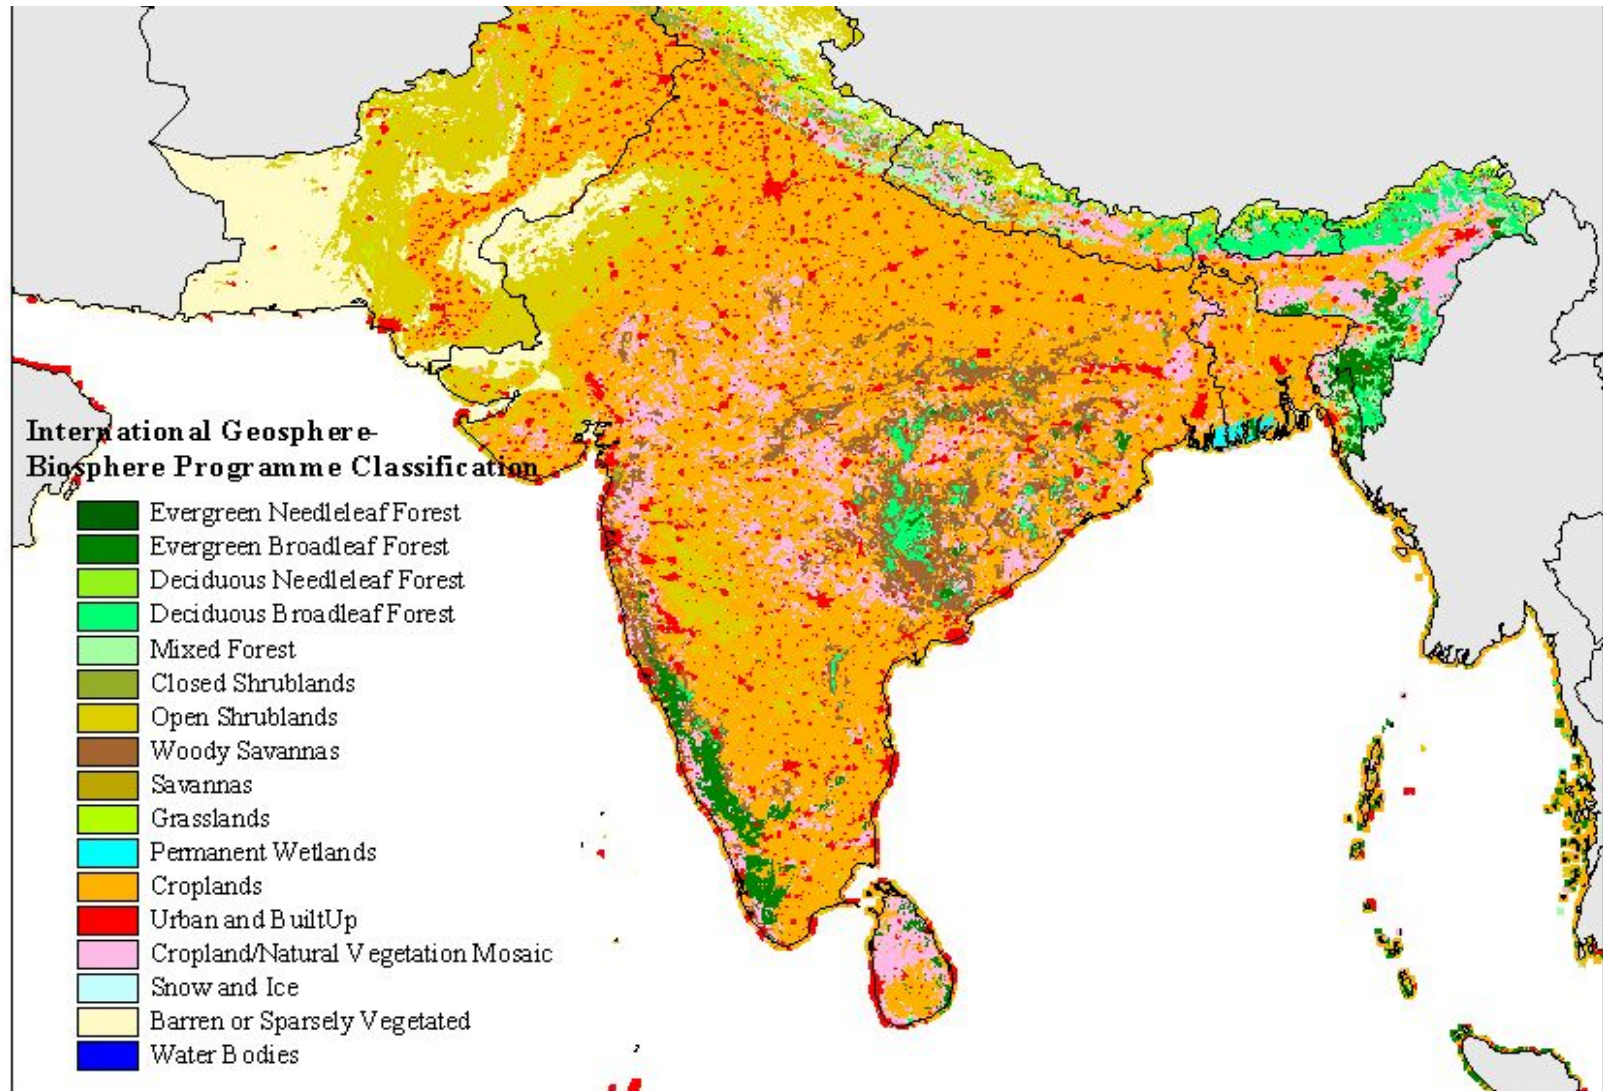 International Geosphere-
Biosphere Programme Classification
Evergreen Needleleaf Forest
Evergreen Broadleaf Forest
Deciduous Needleleaf Forest
Deciduous Broadleaf Forest
Mixed Forest
Closed Shrublands
Open Shrublands
Woody Savannas
Savannas
Grasslands
Permanent Wetlands
Croplands
Urban and BuiltUp
Cropland/Natural Vegetation Mosaic
Snow and Ice
Barren or Sparsely Vegetated
Water Bodies